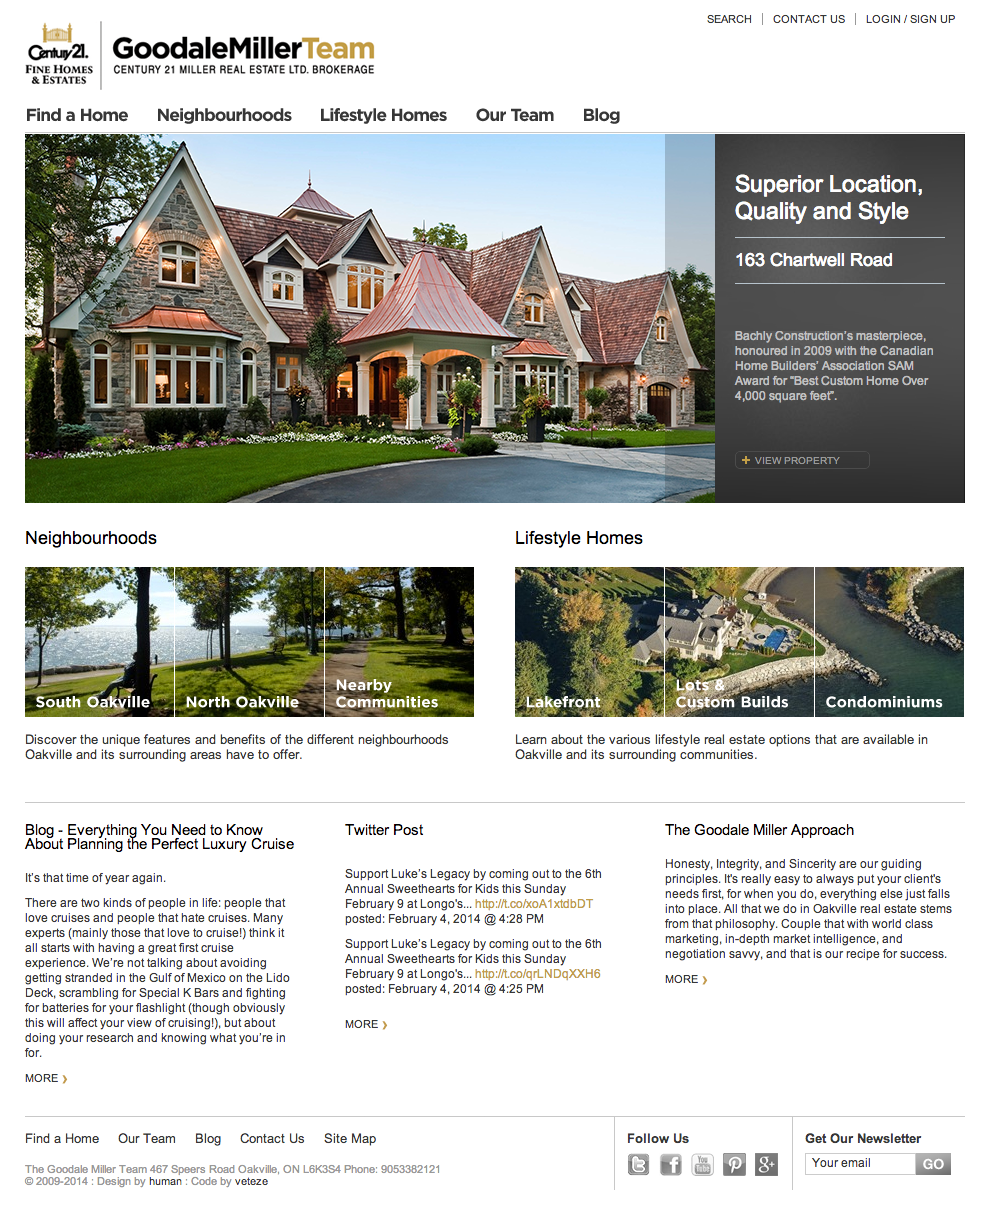 SEARCH
CONTACT US
LOGIN / SIGN UP
Century 21.
FINE HOMES
& ESTATES
GoodaleMillerTeam
CENTURY 21 MILLER REAL ESTATE LTD. BROKERAGE
Find a Home
Neighbourhoods
Lifestyle Homes
Our Team
Blog
Superior Location,
Quality and Style
163 Chartwell Road
Bachly Construction's masterpiece,
honoured in 2009 with the Canadian
Home Builders' Association SAM
Award for "Best Custom Home Over
4,000 square feet".
+ VIEW PROPERTY
Neighbourhoods
South Oakville
North Oakville
Nearby
Communities
Discover the unique features and benefits of the different neighbourhoods
Oakville and its surrounding areas have to offer.
Lifestyle Homes
Lakefront
Lots &
Custom Builds
Condominiums
Learn about the various lifestyle real estate options that are available in
Oakville and its surrounding communities.
Blog - Everything You Need to Know
About Planning the Perfect Luxury Cruise
It's that time of year again.
There are two kinds of people in life: people that
love cruises and people that hate cruises. Many
experts (mainly those that love to cruise!) think it
all starts with having a great first cruise
experience. We're not talking about avoiding
getting stranded in the Gulf of Mexico on the Lido
Deck, scrambling for Special K Bars and fighting
for batteries for your flashlight (though obviously
this will affect your view of cruising!), but about
doing your research and knowing what you're in
for.
MORE ›
Twitter Post
Support Luke's Legacy by coming out to the 6th
Annual Sweethearts for Kids this Sunday
February 9 at Longo's... http://t.co/xoA1xtdbDT
posted: February 4, 2014 @ 4:28 PM
Support Luke's Legacy by coming out to the 6th
Annual Sweethearts for Kids this Sunday
February 9 at Longo's... http://t.co/qrLNDqXXH6
posted: February 4, 2014 @ 4:25 PM
MORE ›
The Goodale Miller Approach
Honesty, Integrity, and Sincerity are our guiding
principles. It's really easy to always put your client's
needs first, for when you do, everything else just falls
into place. All that we do in Oakville real estate stems
from that philosophy. Couple that with world class
marketing, in-depth market intelligence, and
negotiation savvy, and that is our recipe for success.
MORE ›
Find a Home
Our Team
Blog
Contact Us
Site Map
The Goodale Miller Team 467 Speers Road Oakville, ON L6K3S4 Phone: 9053382121
© 2009-2014 : Design by human : Code by veteze
Follow Us
You
Tube
Get Our Newsletter
Your email
GO